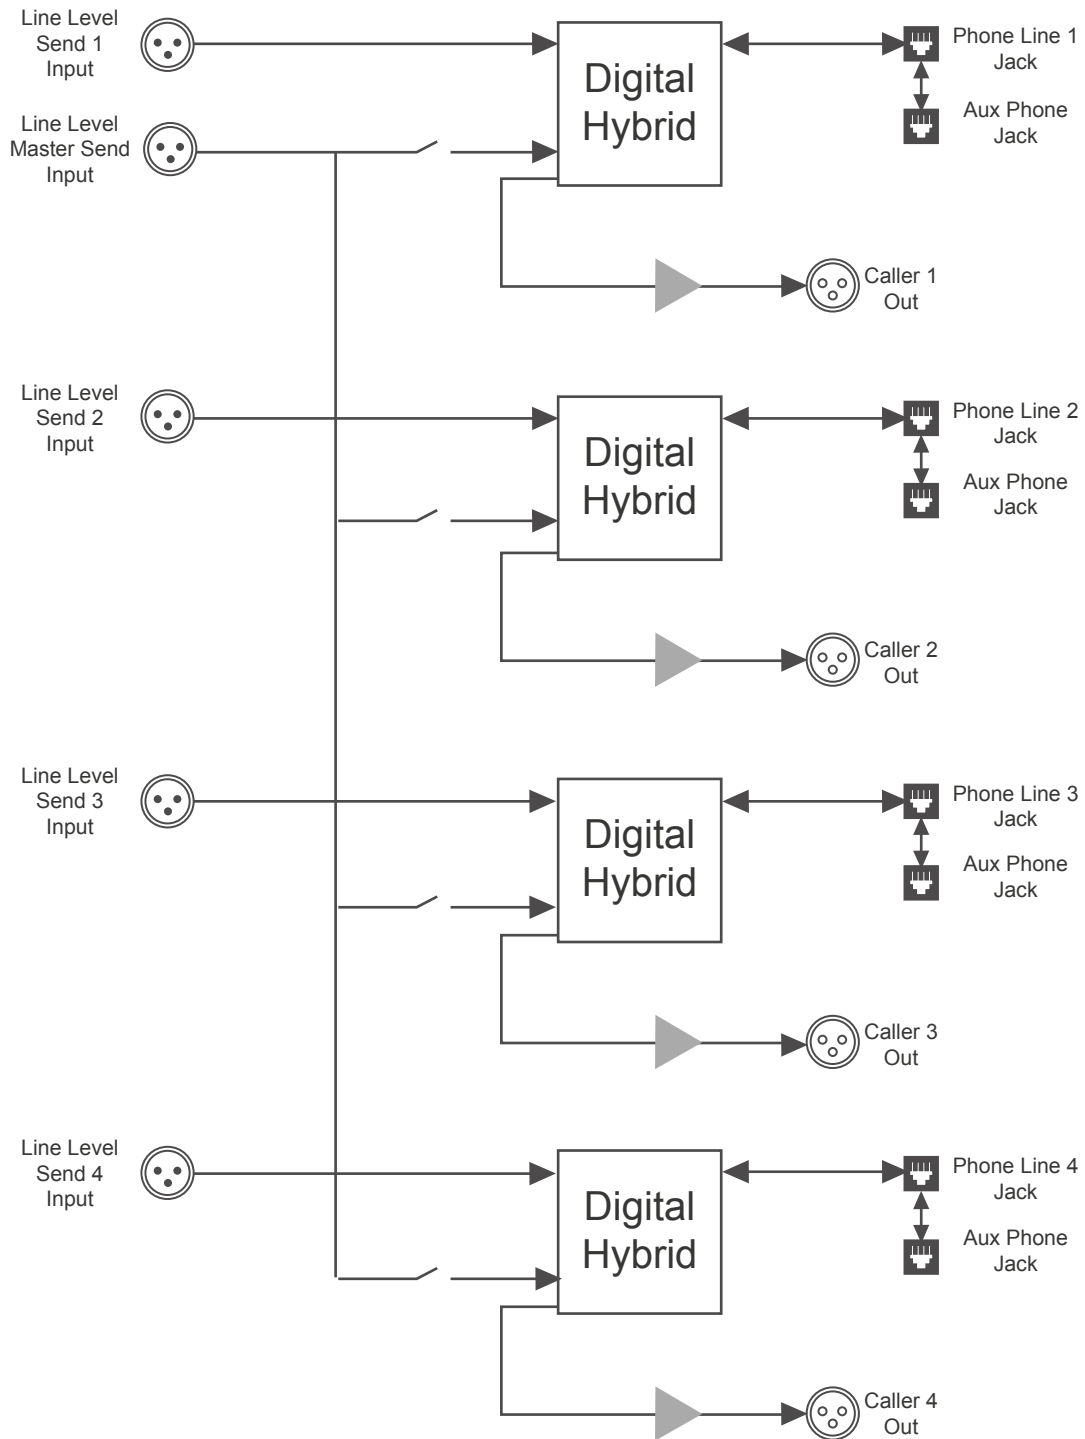 Line Level
Send 1
Input
Digital
Hybrid
Phone Line 1
Jack
Aux Phone
Jack
Line Level
Master Send
Input
Caller 1
Out
Line Level
Send 2
Input
Digital
Hybrid
Phone Line 2
Jack
Aux Phone
Jack
Caller 2
Out
Line Level
Send 3
Input
Digital
Hybrid
Phone Line 3
Jack
Aux Phone
Jack
Caller 3
Out
Line Level
Send 4
Input
Digital
Hybrid
Phone Line 4
Jack
Aux Phone
Jack
Caller 4
Out